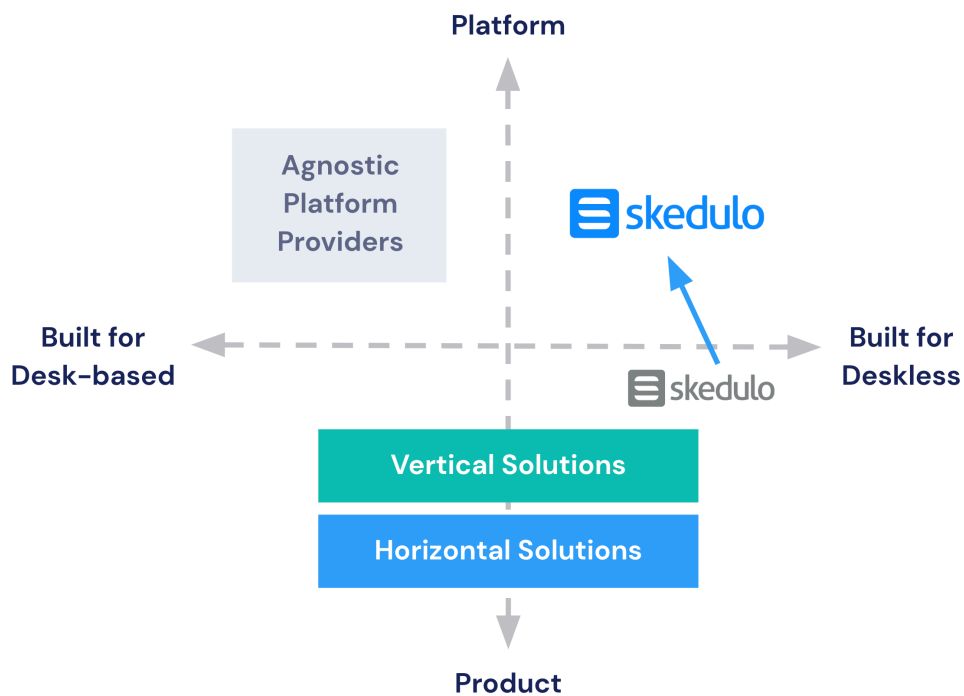 Platform
Agnostic
Platform
Providers
skedulo
Built for
Desk-based
Built for
Deskless
skedulo
Vertical Solutions
Horizontal Solutions
Product